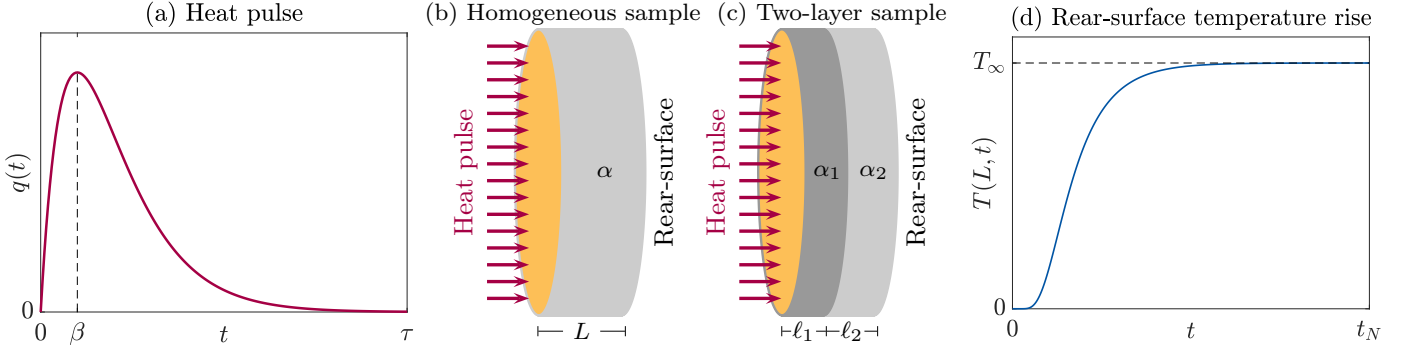 (a) Heat pulse
q(t)
0
0
β
t
τ
(b) Homogeneous sample
Heat pulse
α
Rear-surface
L
(c) Two-layer sample
Heat pulse
α₁
α₂
Rear-surface
ℓ₁
ℓ₂
(d) Rear-surface temperature rise
T∞
T(L, t)
0
0
t
t_N